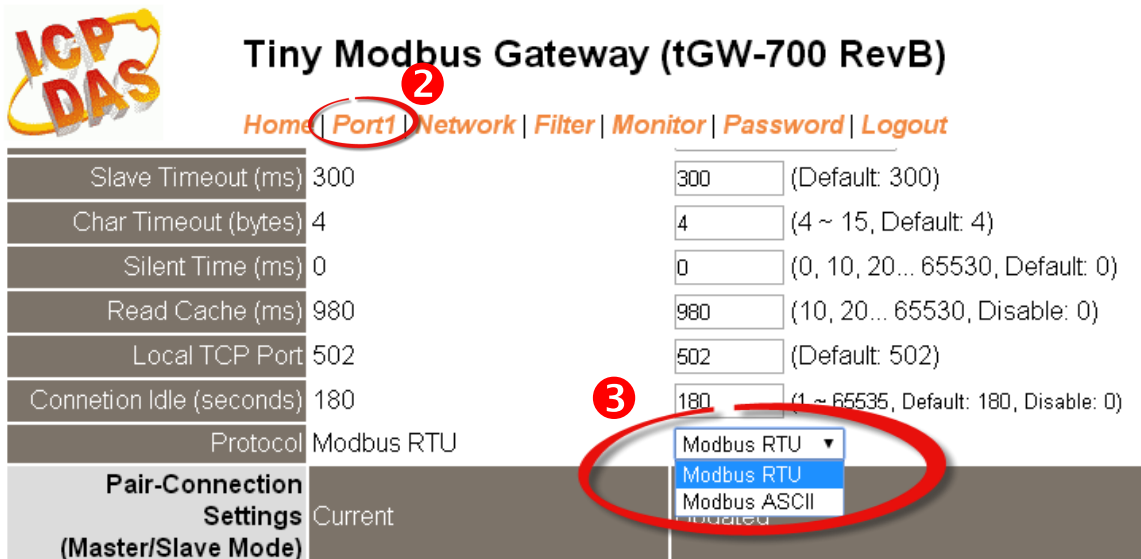 ICP
DAS
Tiny Modbus Gateway (tGW-700 RevB)
2
Home | Port1 | Network | Filter | Monitor | Password | Logout
Slave Timeout (ms) 300 300 (Default: 300)
Char Timeout (bytes) 4 4 (4 ~ 15, Default: 4)
Silent Time (ms) 0 0 (0, 10, 20... 65530, Default: 0)
Read Cache (ms) 980 980 (10, 20... 65530, Disable: 0)
Local TCP Port 502 502 (Default: 502)
3
Connetion Idle (seconds) 180 180 (1 ~ 65535, Default: 180, Disable: 0)
Protocol Modbus RTU Modbus RTU
Modbus RTU
Modbus ASCII
Pair-Connection
Settings Current Updated
(Master/Slave Mode)